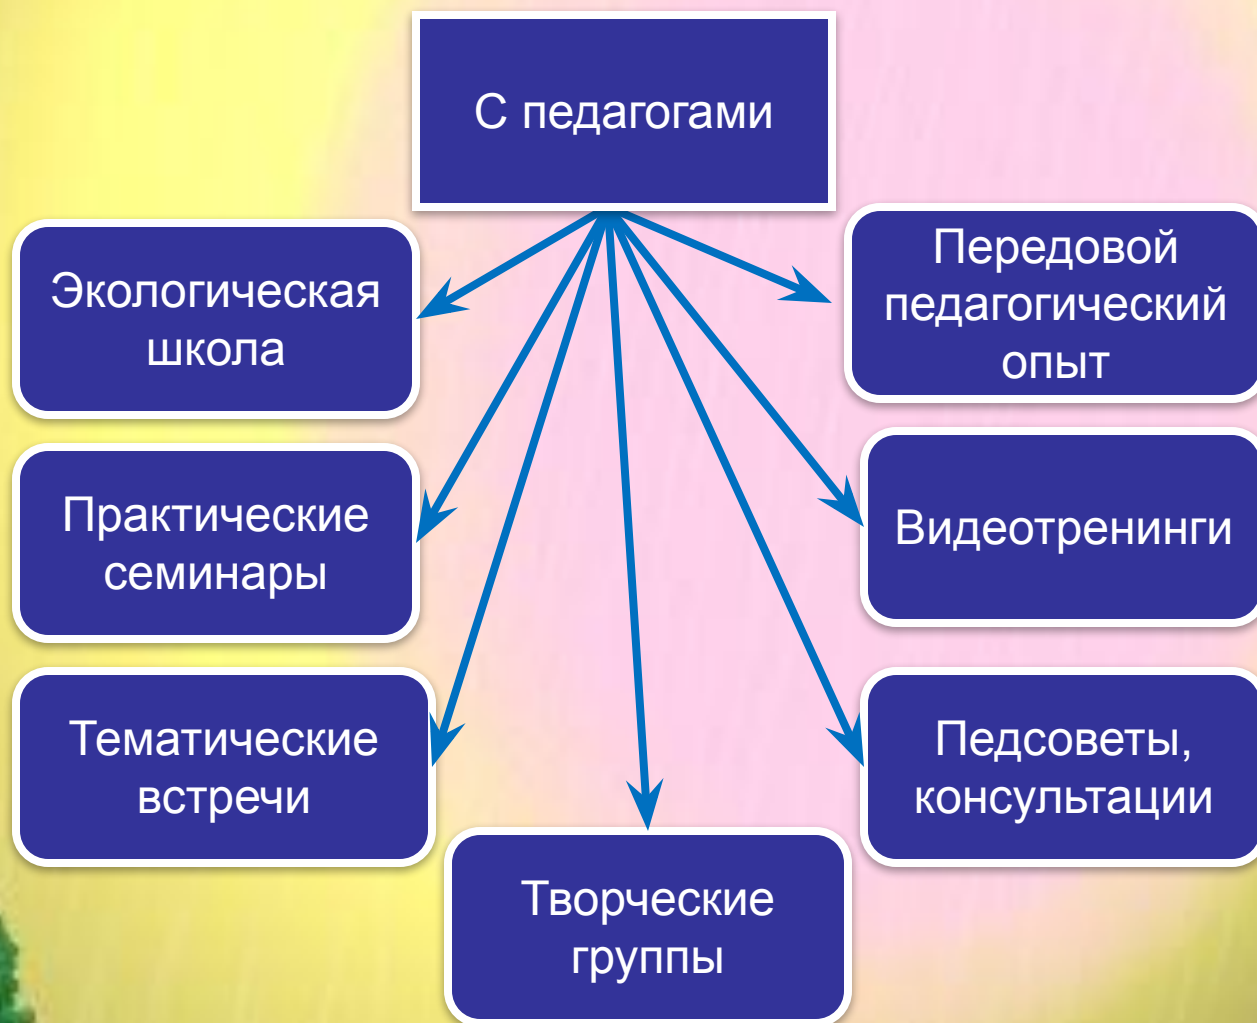 С педагогами
Экологическая
школа
Практические
семинары
Тематические
встречи
Творческие
группы
Передовой
педагогический
опыт
Видеотренинги
Педсоветы,
консультации